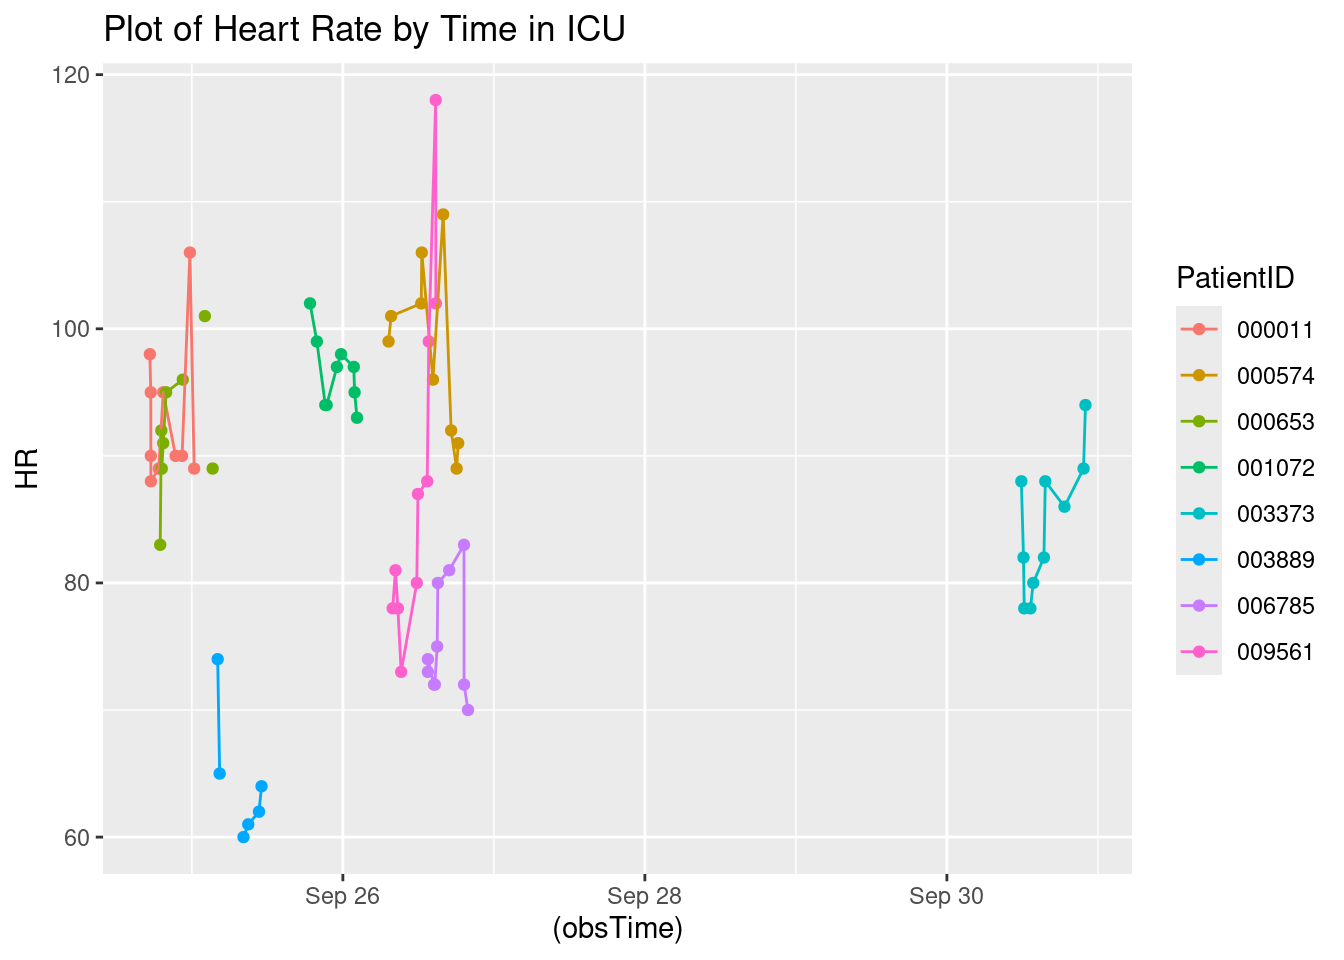 Plot of Heart Rate by Time in ICU
120
100
80
60
HR
Sep 26
Sep 28
Sep 30
(obsTime)
PatientID
000011
000574
000653
001072
003373
003889
006785
009561